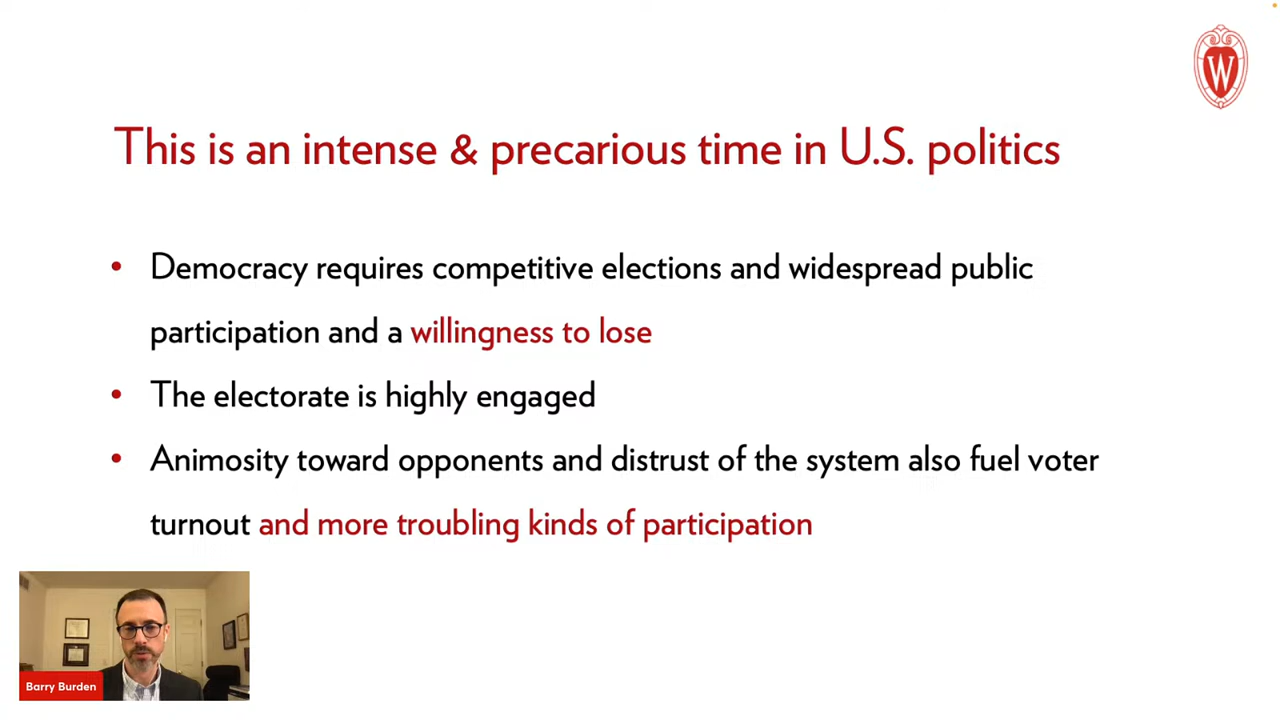 W
This is an intense & precarious time in U.S. politics
• Democracy requires competitive elections and widespread public
participation and a willingness to lose
• The electorate is highly engaged
• Animosity toward opponents and distrust of the system also fuel voter
turnout and more troubling kinds of participation
Barry Burden